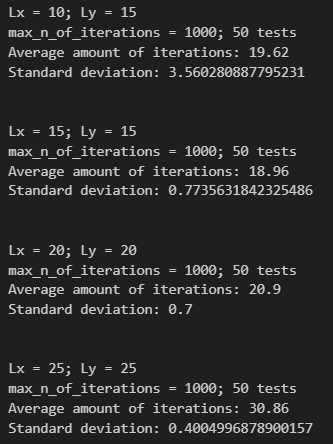 Lx = 10; Ly = 15
max_n_of_iterations = 1000; 50 tests
Average amount of iterations: 19.62
Standard deviation: 3.560280887795231
Lx = 15; Ly = 15
max_n_of_iterations = 1000; 50 tests
Average amount of iterations: 18.96
Standard deviation: 0.7735631842325486
Lx = 20; Ly = 20
max_n_of_iterations = 1000; 50 tests
Average amount of iterations: 20.9
Standard deviation: 0.7
Lx = 25; Ly = 25
max_n_of_iterations = 1000; 50 tests
Average amount of iterations: 30.86
Standard deviation: 0.4004996878900157